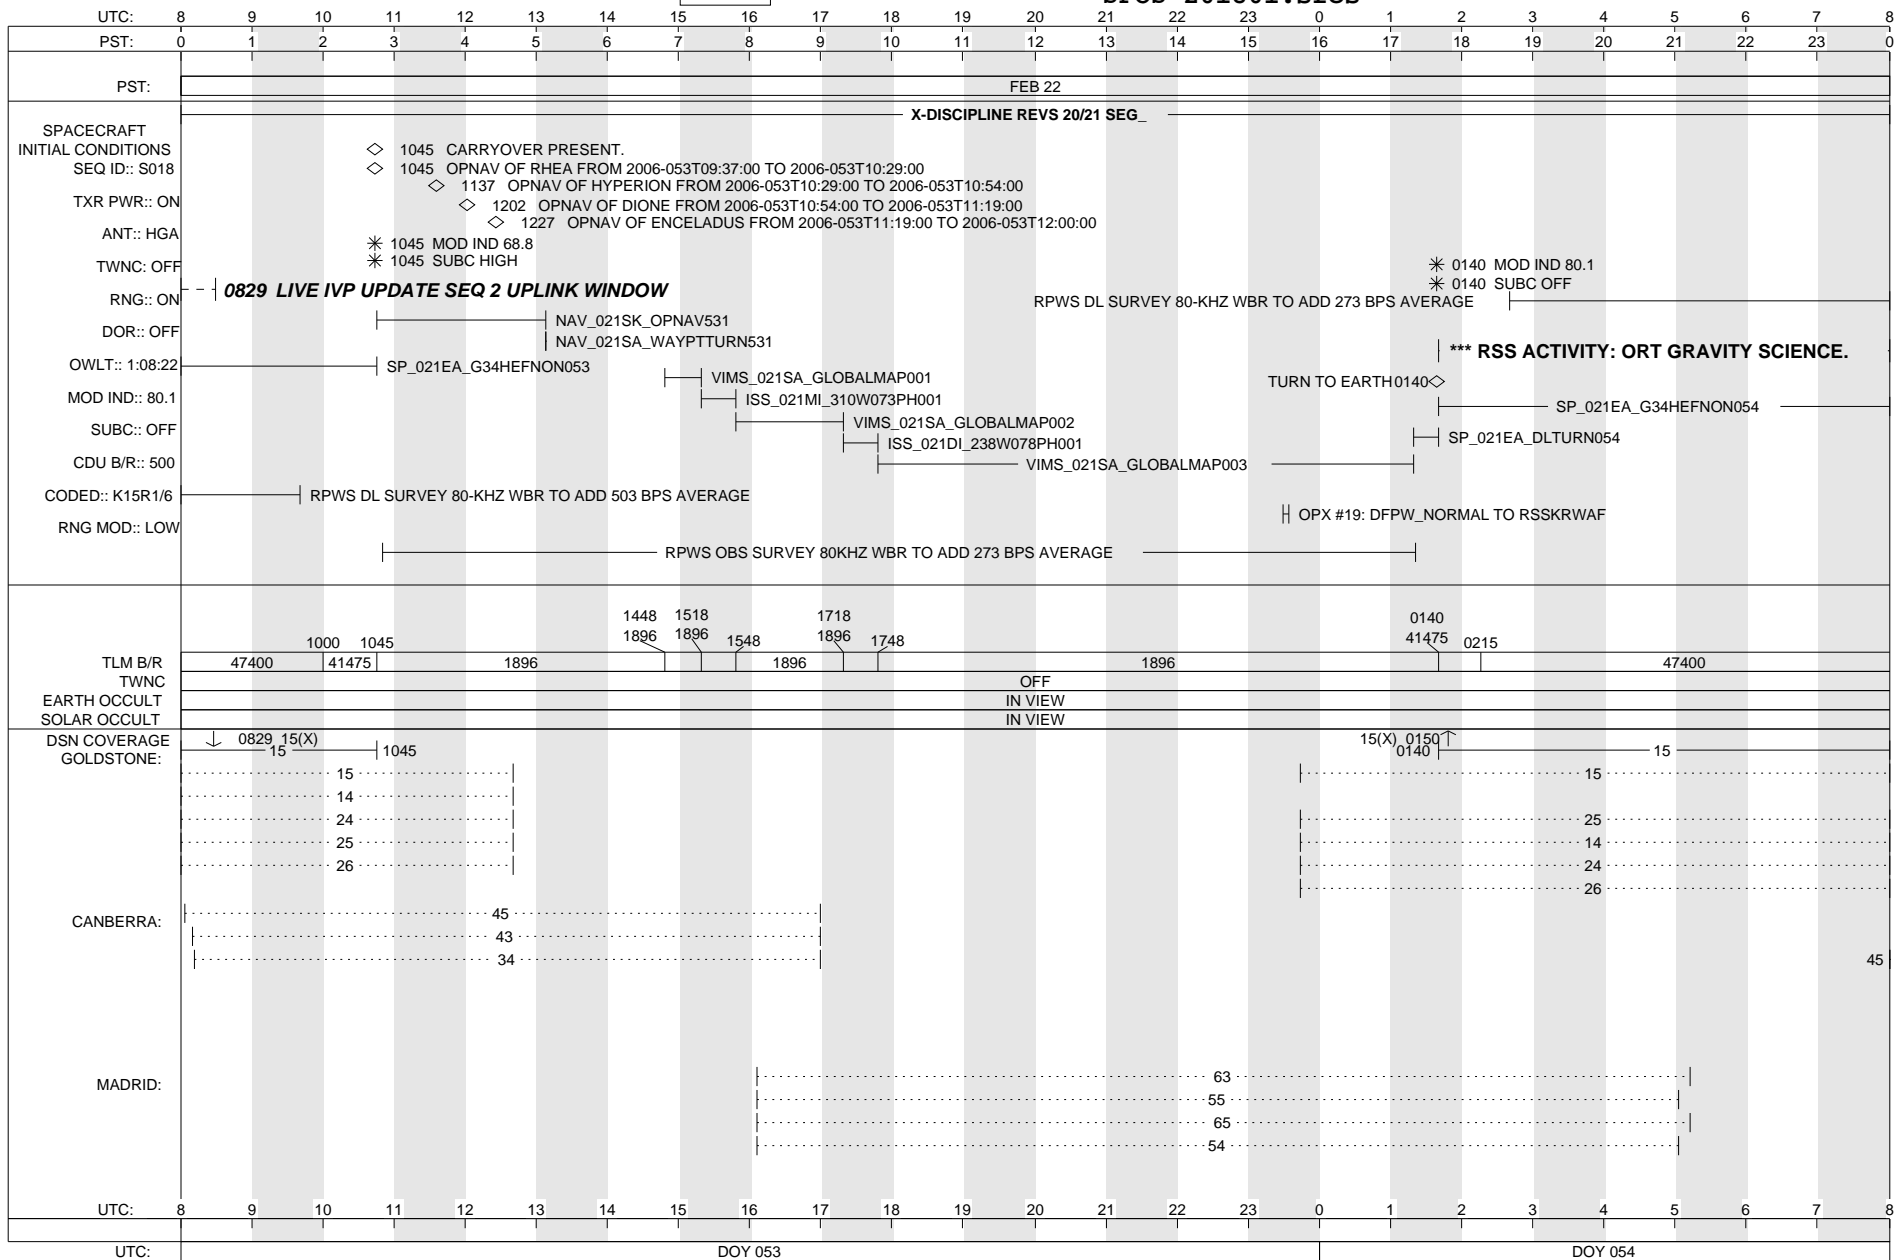 UTC: 8 9 10 11 12 13 14 15 16 17 18 19 20 21 22 23 0 1 2 3 4 5 6 7 8
PST: 0 1 2 3 4 5 6 7 8 9 10 11 12 13 14 15 16 17 18 19 20 21 22 23 0
PST: FEB 22
X-DISCIPLINE REVS 20/21 SEG_
SPACECRAFT
INITIAL CONDITIONS
1045 CARRYOVER PRESENT.
SEQ ID:: S018
1045 OPNAV OF RHEA FROM 2006-053T09:37:00 TO 2006-053T10:29:00
1137 OPNAV OF HYPERION FROM 2006-053T10:29:00 TO 2006-053T10:54:00
TXR PWR:: ON
1202 OPNAV OF DIONE FROM 2006-053T10:54:00 TO 2006-053T11:19:00
1227 OPNAV OF ENCELADUS FROM 2006-053T11:19:00 TO 2006-053T12:00:00
ANT:: HGA
1045 MOD IND 68.8
1045 SUBC HIGH
TWNC: OFF
0140 MOD IND 80.1
0140 SUBC OFF
0829 LIVE IVP UPDATE SEQ 2 UPLINK WINDOW
RNG:: ON
RPWS DL SURVEY 80-KHZ WBR TO ADD 273 BPS AVERAGE
NAV_021SK_OPNAV531
DOR:: OFF
NAV_021SA_WAYPTTURN531
*** RSS ACTIVITY: ORT GRAVITY SCIENCE.
OWLT:: 1:08:22
SP_021EA_G34HEFNON053
VIMS_021SA_GLOBALMAP001
TURN TO EARTH 0140
MOD IND:: 80.1
ISS_021MI_310W073PH001
SP_021EA_G34HEFNON054
VIMS_021SA_GLOBALMAP002
SUBC:: OFF
ISS_021DI_238W078PH001
SP_021EA_DLTURN054
CDU B/R:: 500
VIMS_021SA_GLOBALMAP003
CODED:: K15R1/6
RPWS DL SURVEY 80-KHZ WBR TO ADD 503 BPS AVERAGE
OPX #19: DFPW_NORMAL TO RSSKRWAF
RNG MOD:: LOW
RPWS OBS SURVEY 80KHZ WBR TO ADD 273 BPS AVERAGE
1448 1518 1718 0140
1000 1045 1896 1896 1548 1896 1748 41475 0215
TLM B/R 47400 41475 1896 1896 1896 47400
TWNC OFF
EARTH OCCULT IN VIEW
SOLAR OCCULT IN VIEW
DSN COVERAGE
0829 15(X) 15(X) 0150
GOLDSTONE: 15 1045 0140 15
15 15
14
24 25
25 14
26 24
26
CANBERRA: 45
43
34 45
MADRID: 63
55
65
54
UTC: 8 9 10 11 12 13 14 15 16 17 18 19 20 21 22 23 0 1 2 3 4 5 6 7 8
UTC: DOY 053 DOY 054